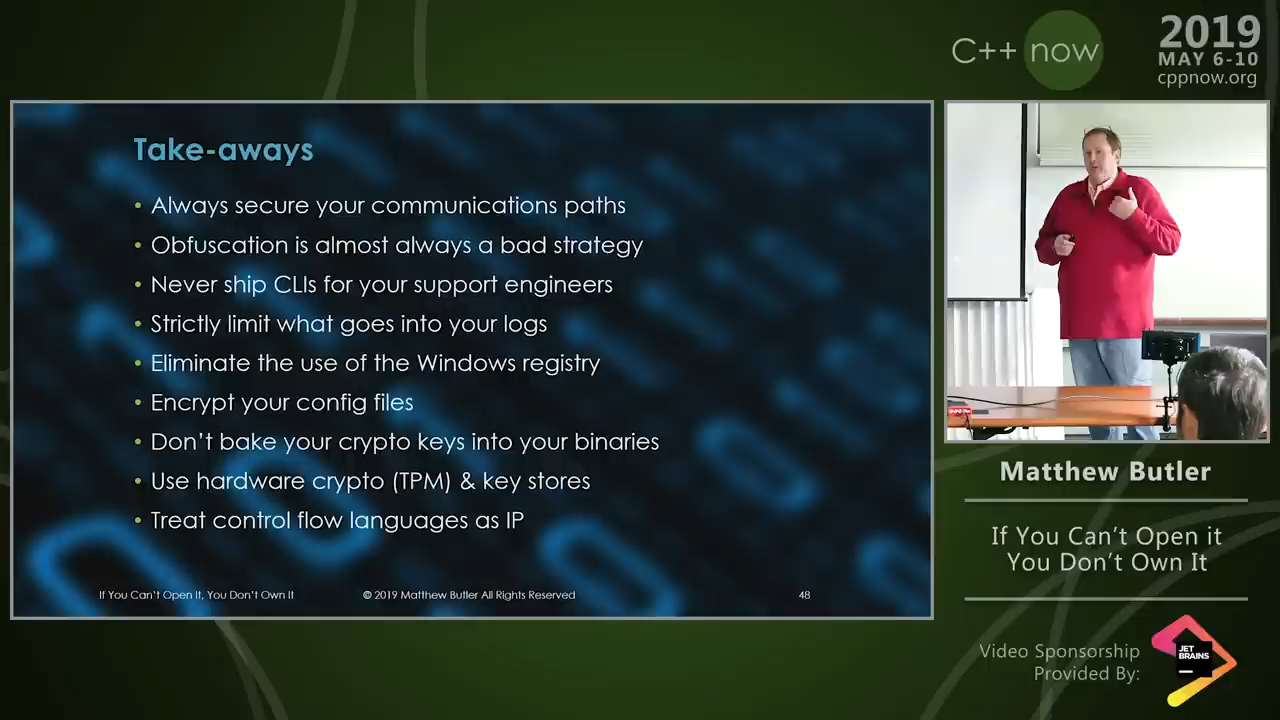 C++ now
2019
MAY 6-10
cppnow.org
Take-aways
• Always secure your communications paths
• Obfuscation is almost always a bad strategy
• Never ship CLIs for your support engineers
• Strictly limit what goes into your logs
• Eliminate the use of the Windows registry
• Encrypt your config files
• Don't bake your crypto keys into your binaries
• Use hardware crypto (TPM) & key stores
• Treat control flow languages as IP
If You Can't Open It, You Don't Own It
© 2019 Matthew Butler All Rights Reserved
48
Matthew Butler
If You Can't Open it
You Don't Own It
Video Sponsorship
Provided By:
JET
BRAINS